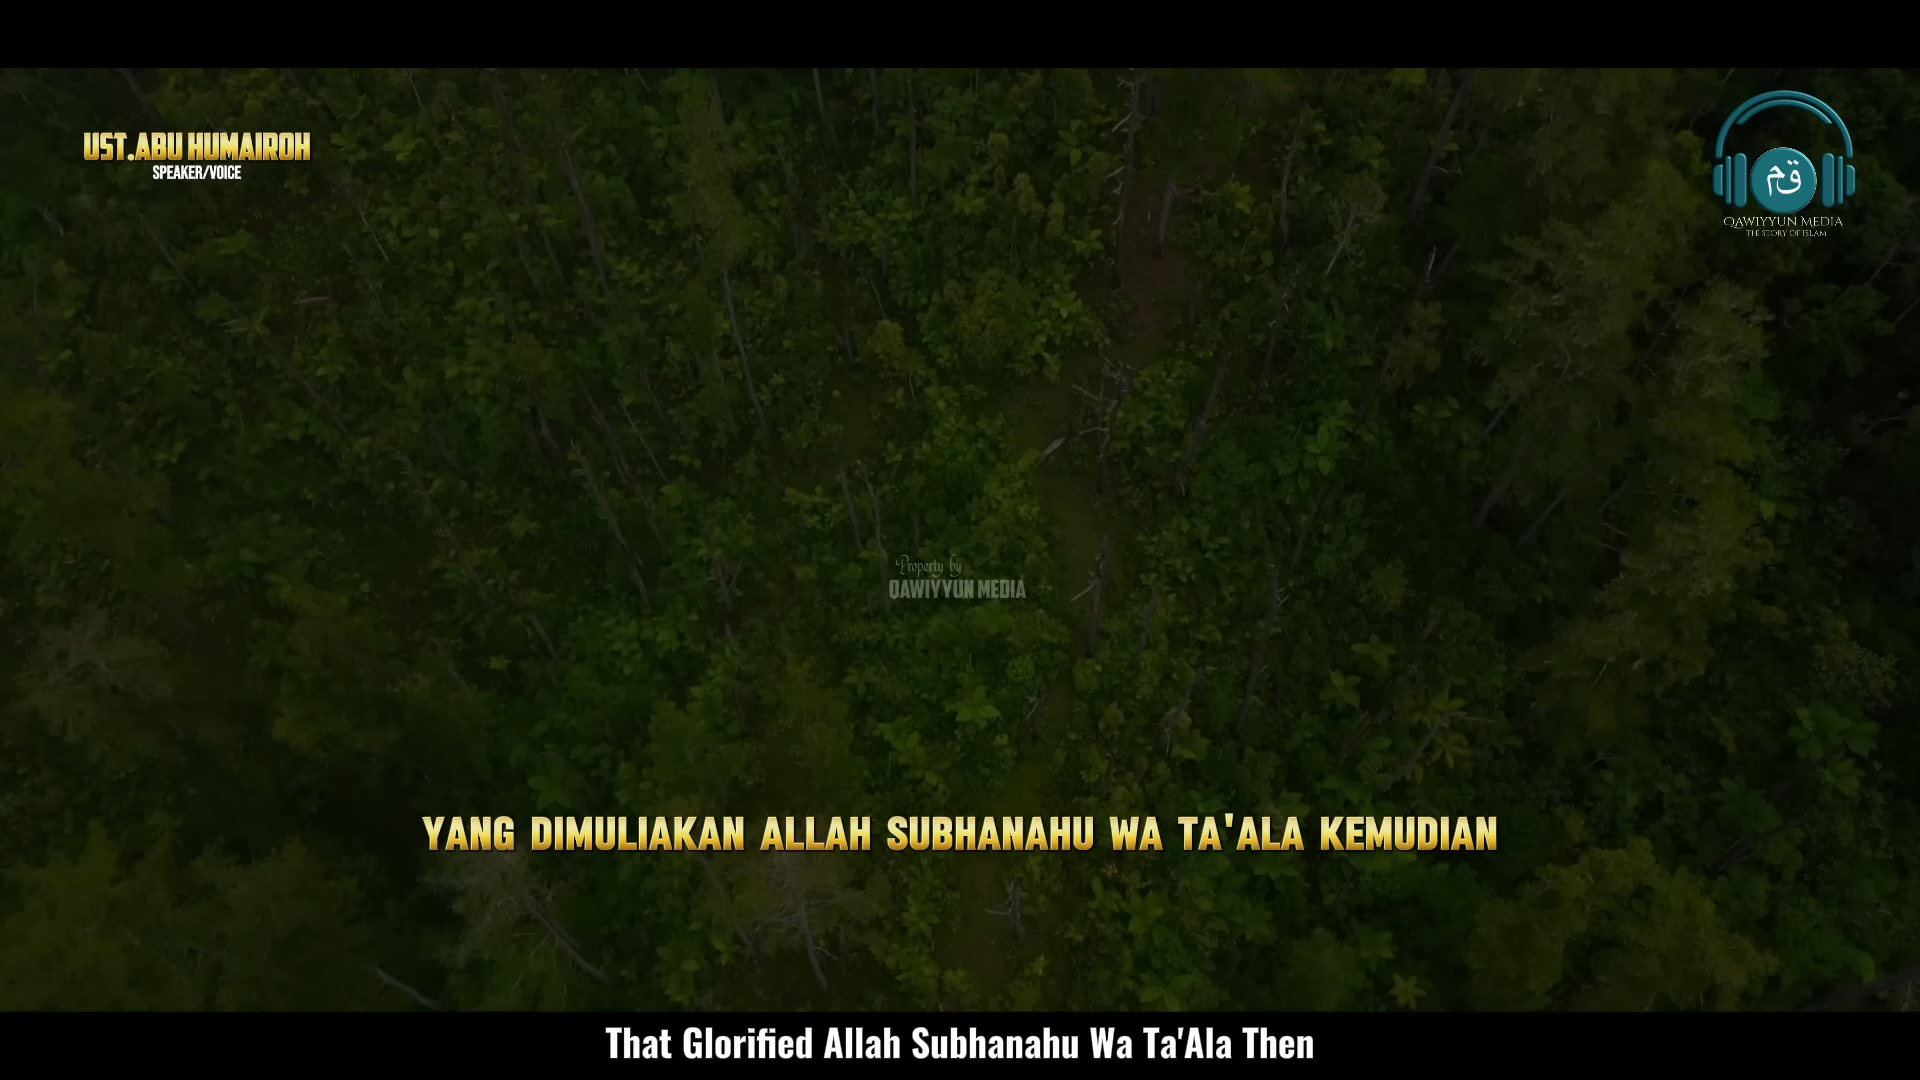 UST.ABU HUMAIROH
SPEAKER/VOICE
قم
QAWIYYUN MEDIA
THE STORY OF ISLAM
Property by
QAWIYYUN MEDIA
YANG DIMULIAKAN ALLAH SUBHANAHU WA TA'ALA KEMUDIAN
That Glorified Allah Subhanahu Wa Ta'Ala Then